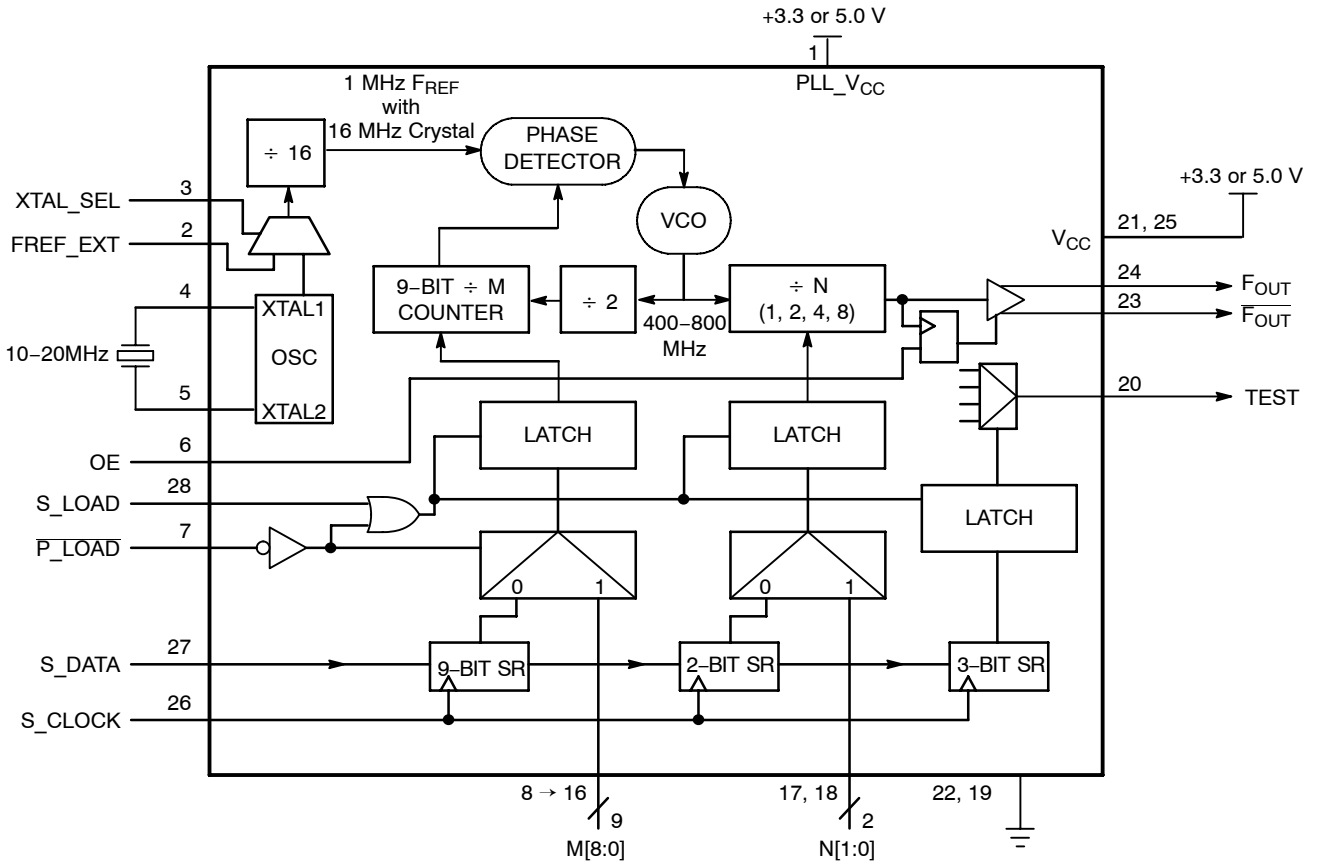 +3.3 or 5.0 V
1
PLL_VCC
1 MHz FREF
with
16 MHz Crystal
÷ 16
PHASE
DETECTOR
+3.3 or 5.0 V
XTAL_SEL
3
FREF_EXT
2
VCO
VCC
21, 25
4
XTAL1
9−BIT ÷ M
COUNTER
÷ 2
400−800
MHz
÷ N
(1, 2, 4, 8)
24
FOUT
23
FOUT
10−20MHz
OSC
5
XTAL2
20
TEST
OE
6
LATCH
LATCH
S_LOAD
28
LATCH
P_LOAD
7
0
1
0
1
S_DATA
27
9−BIT SR
2−BIT SR
3−BIT SR
S_CLOCK
26
8 → 16
9
M[8:0]
17, 18
2
N[1:0]
22, 19